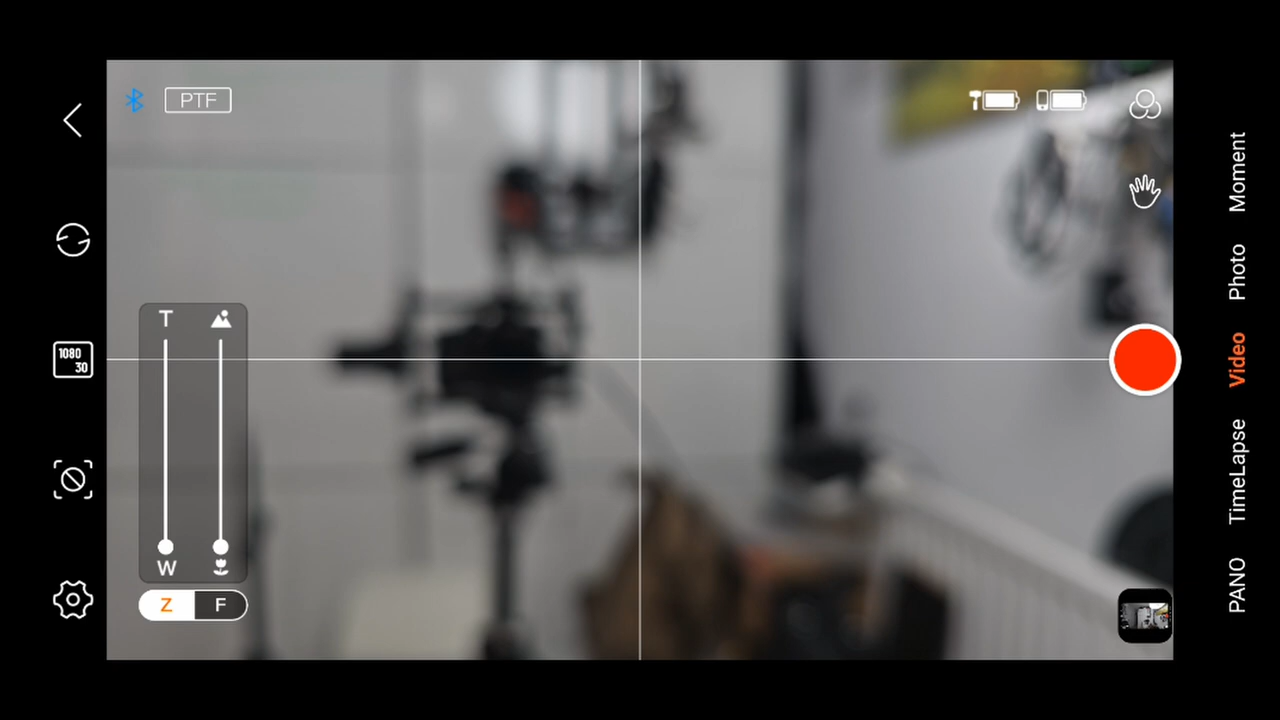 PTF
1080
30
T
W
Z F
Moment
Photo
Video
TimeLapse
PANO